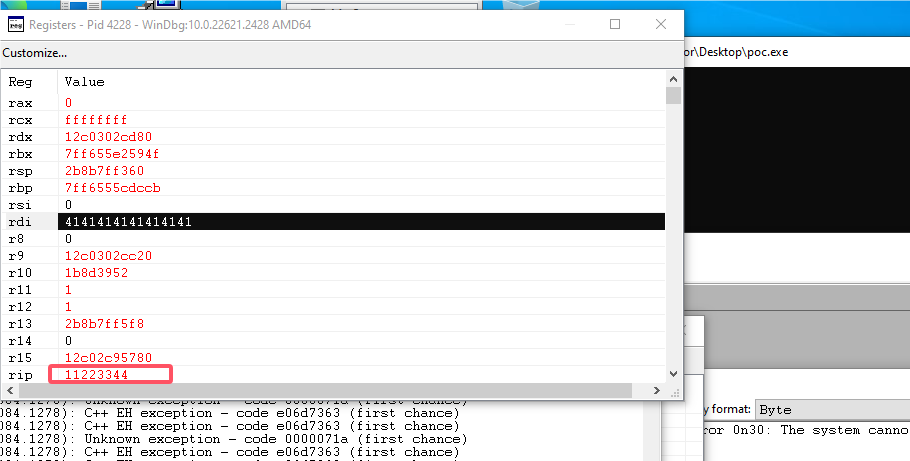 Registers - Pid 4228 - WinDbg:10.0.22621.2428 AMD64
Customize...
or\Desktop\poc.exe
Reg Value
rax 0
rcx ffffffff
rdx 12c0302cd80
rbx 7ff655e2594f
rsp 2b8b7ff360
rbp 7ff6555cdccb
rsi 0
rdi 4141414141414141
r8 0
r9 12c0302cc20
r10 1b8d3952
r11 1
r12 1
r13 2b8b7ff5f8
r14 0
r15 12c02c95780
rip 11223344
084.1278): Unknown exception - code 0000071a (first chance)
084.1278): C++ EH exception - code e06d7363 (first chance)
084.1278): C++ EH exception - code e06d7363 (first chance)
084.1278): Unknown exception - code 0000071a (first chance)
084.1278): C++ EH exception - code e06d7363 (first chance)
y format: Byte
ror 0n30: The system canno